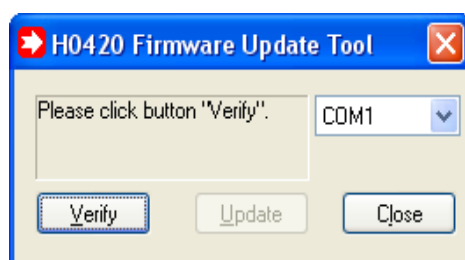 H0420 Firmware Update Tool
Please click button "Verify".
COM1
Verify
Update
Close